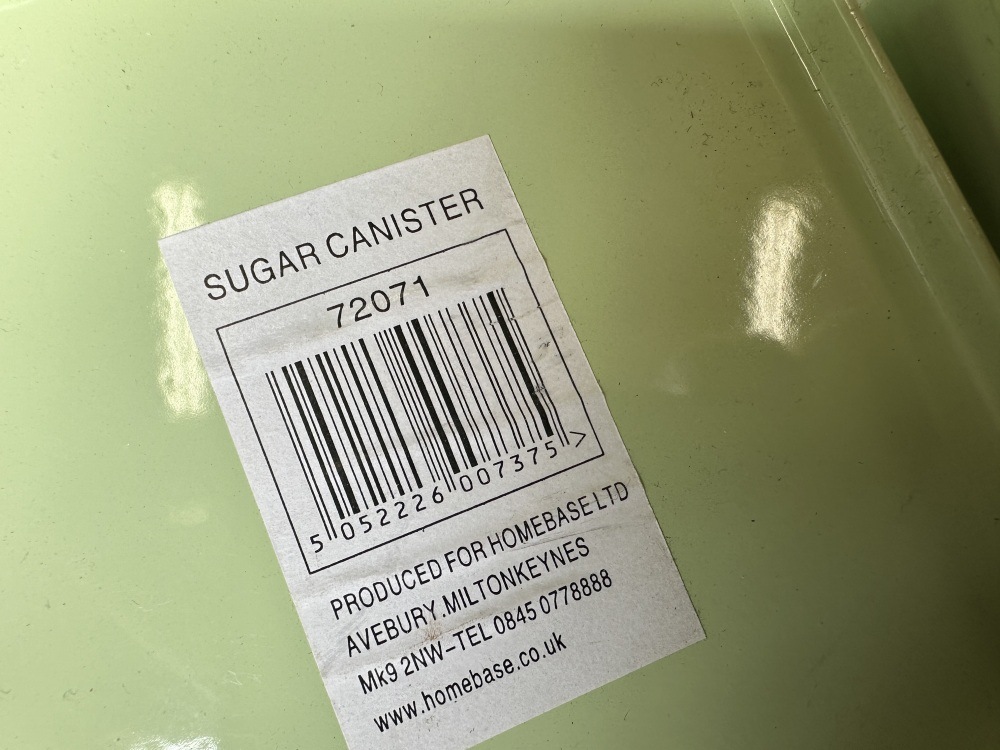 SUGAR CANISTER
72071
5 052226 007375 >
PRODUCED FOR HOMEBASE LTD
AVEBURY.MILTONKEYNES
Mk9 2NW-TEL 0845 0778888
www.homebase.co.uk